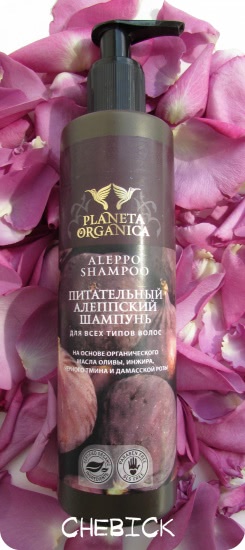 PLANETA
ORGANICA
ALEPPO
SHAMPOO
ПИТАТЕЛЬНЫЙ
АЛЕППСКИЙ
ШАМПУНЬ
ДЛЯ ВСЕХ ТИПОВ ВОЛОС
НА ОСНОВЕ ОРГАНИЧЕСКОГО
МАСЛА ОЛИВЫ, ИНЖИРА,
ЧЕРНОГО ТМИНА И ДАМАССКОЙ РОЗЫ
CHEBICK